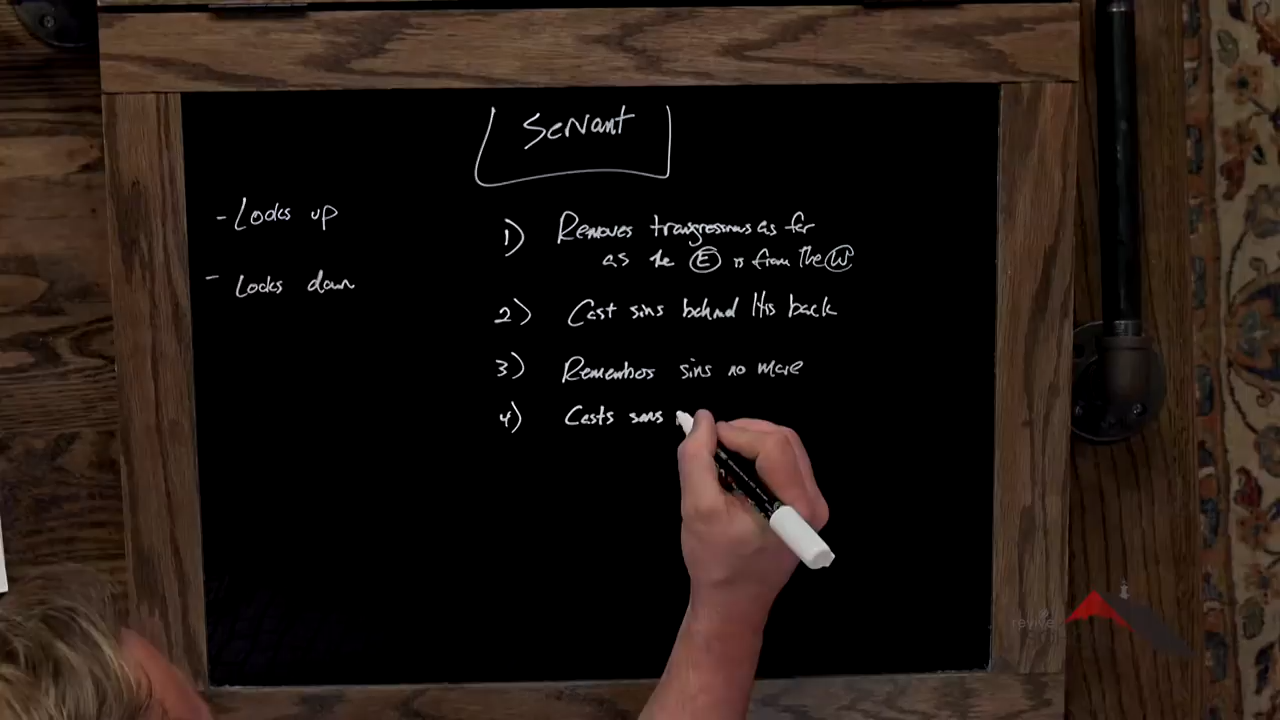 Servant
- Looks up
- Looks down
1) Removes transgressions as far
as the E is from the W
2) Cast sins behind His back
3) Remembers sins no more
4) Casts sins
revive